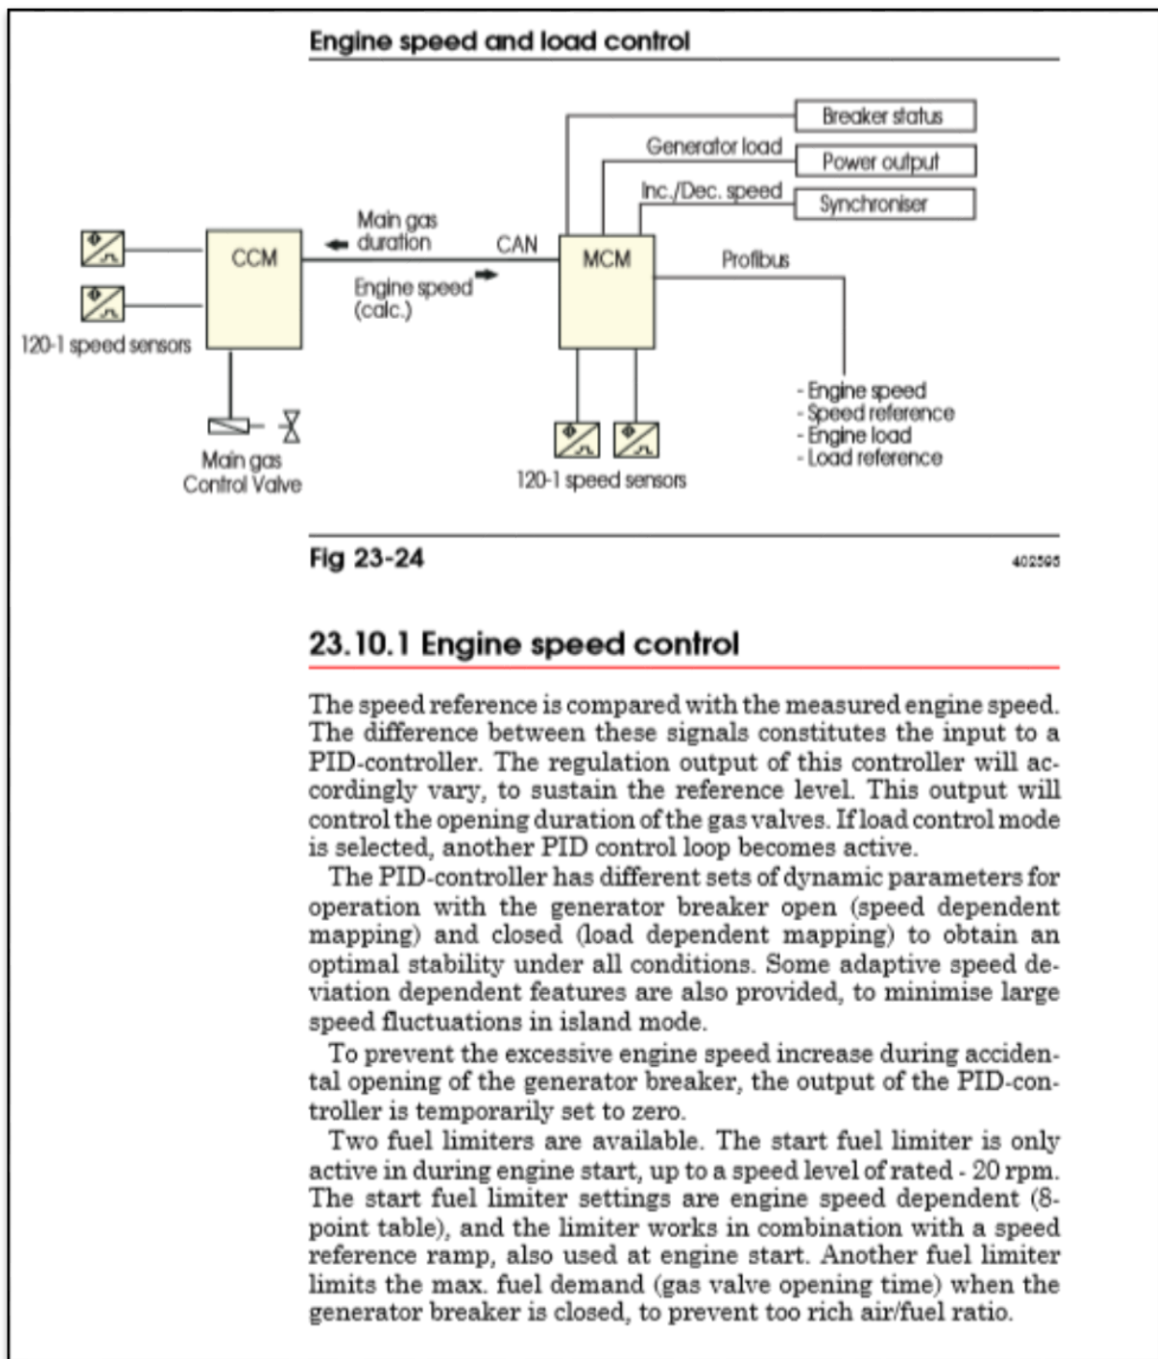 Engine speed and load control
Breaker status
Generator load
Power output
Inc./Dec. speed
Synchroniser
Main gas
duration
CAN
CCM
MCM
Profibus
Engine speed
(calc.)
120-1 speed sensors
- Engine speed
- Speed reference
- Engine load
- Load reference
Main gas
Control Valve
120-1 speed sensors
Fig 23-24
402595
23.10.1 Engine speed control
The speed reference is compared with the measured engine speed.
The difference between these signals constitutes the input to a
PID-controller. The regulation output of this controller will ac-
cordingly vary, to sustain the reference level. This output will
control the opening duration of the gas valves. If load control mode
is selected, another PID control loop becomes active.
The PID-controller has different sets of dynamic parameters for
operation with the generator breaker open (speed dependent
mapping) and closed (load dependent mapping) to obtain an
optimal stability under all conditions. Some adaptive speed de-
viation dependent features are also provided, to minimise large
speed fluctuations in island mode.
To prevent the excessive engine speed increase during acciden-
tal opening of the generator breaker, the output of the PID-con-
troller is temporarily set to zero.
Two fuel limiters are available. The start fuel limiter is only
active in during engine start, up to a speed level of rated - 20 rpm.
The start fuel limiter settings are engine speed dependent (8-
point table), and the limiter works in combination with a speed
reference ramp, also used at engine start. Another fuel limiter
limits the max. fuel demand (gas valve opening time) when the
generator breaker is closed, to prevent too rich air/fuel ratio.